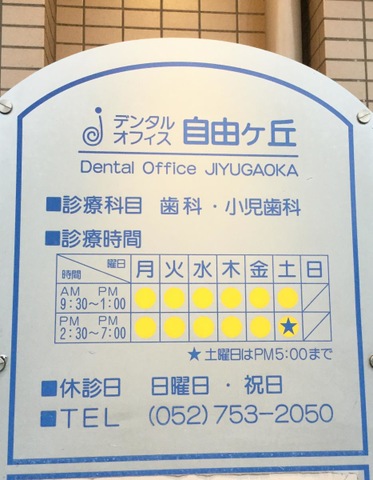 デンタル
オフィス 自由ヶ丘
Dental Office JIYUGAOKA
■診療科目 歯科・小児歯科
■診療時間
時間 曜日 月 火 水 木 金 土 日
AM PM
9:30～1:00 ● ● ● ● ● ● ／
PM PM
2:30～7:00 ● ● ● ● ● ★ ／
★土曜日はPM5:00まで
■休診日 日曜日・祝日
■TEL (052)753-2050